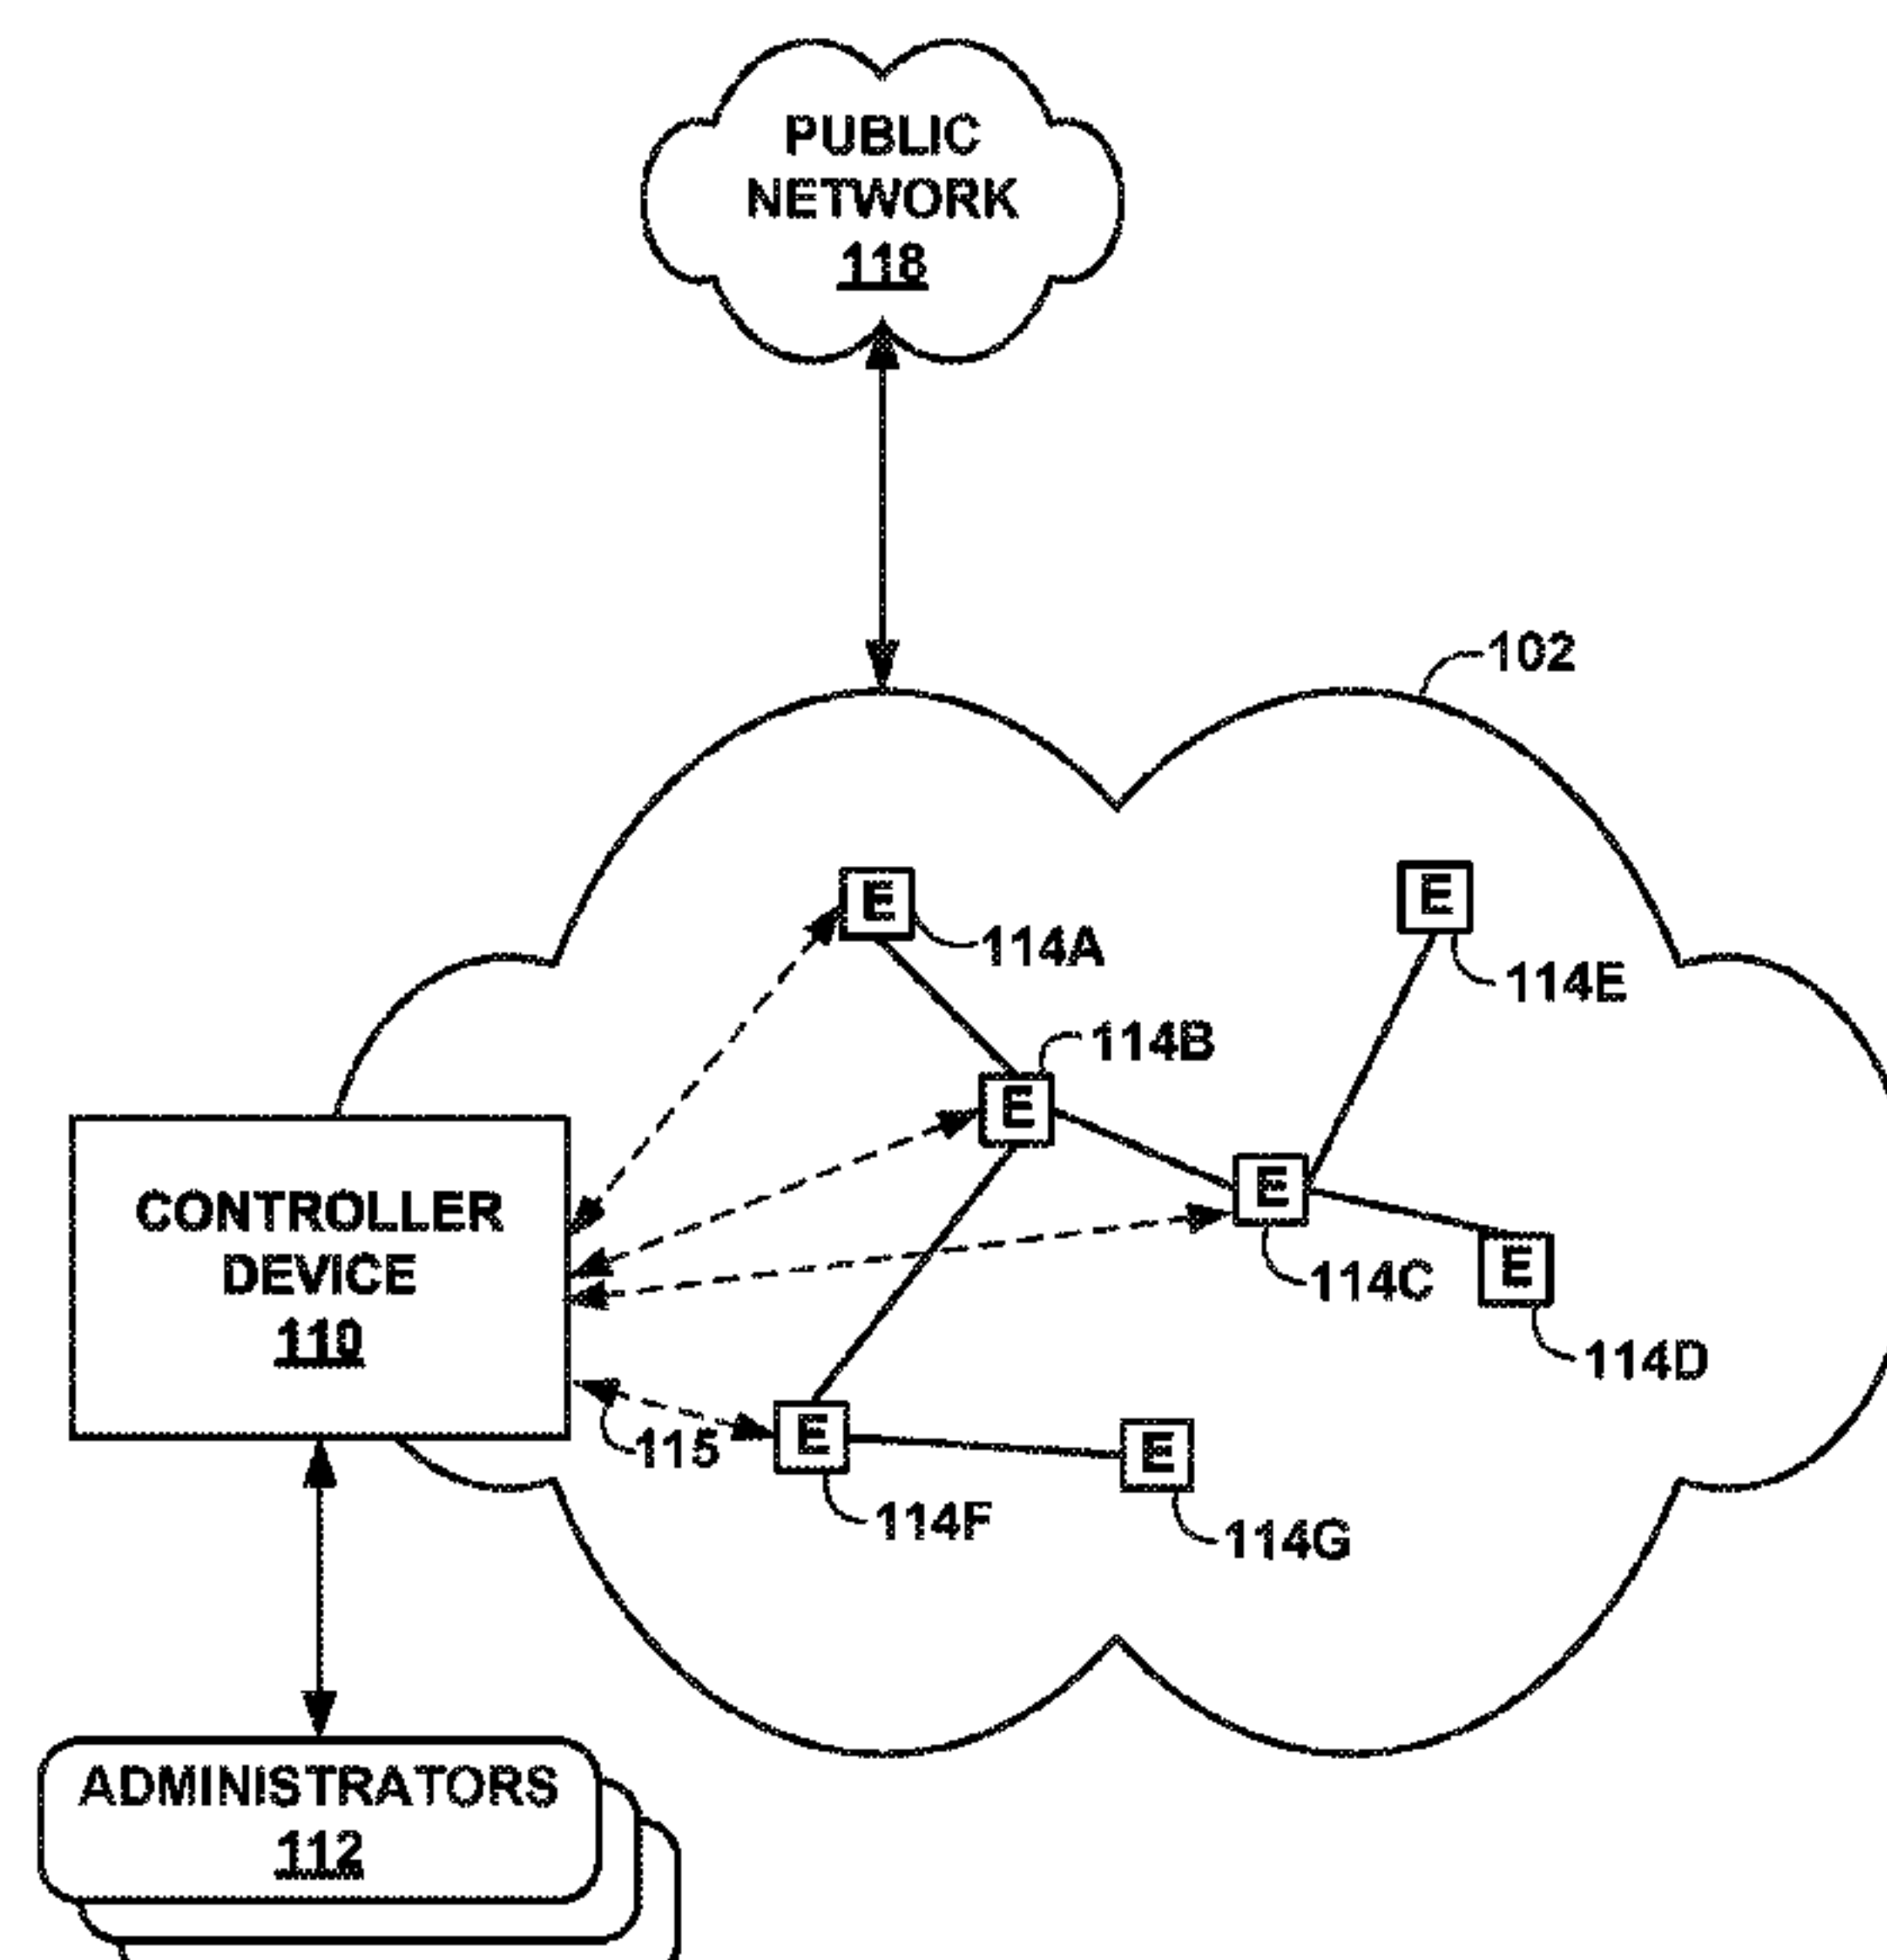 PUBLIC
NETWORK
118
102
E
114A
E
114E
114B
E
E
114C
E
114D
CONTROLLER
DEVICE
110
115
E
114F
E
114G
ADMINISTRATORS
112